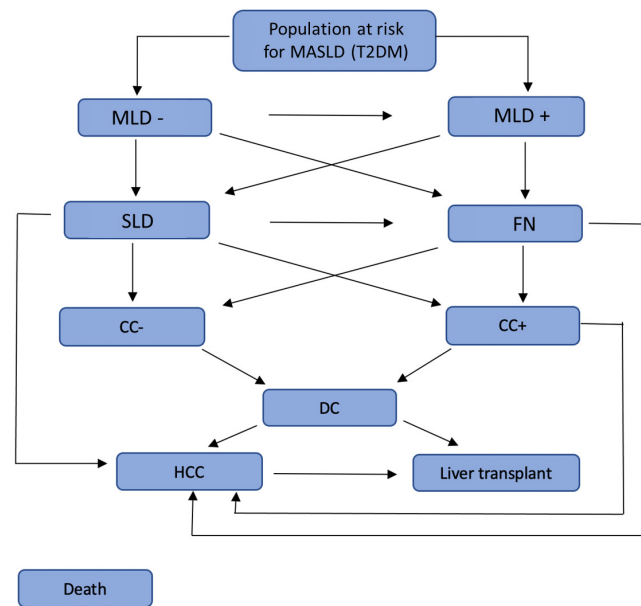 Population at risk
for MASLD (T2DM)
MLD -
MLD +
SLD
FN
CC-
CC+
DC
HCC
Liver transplant
Death